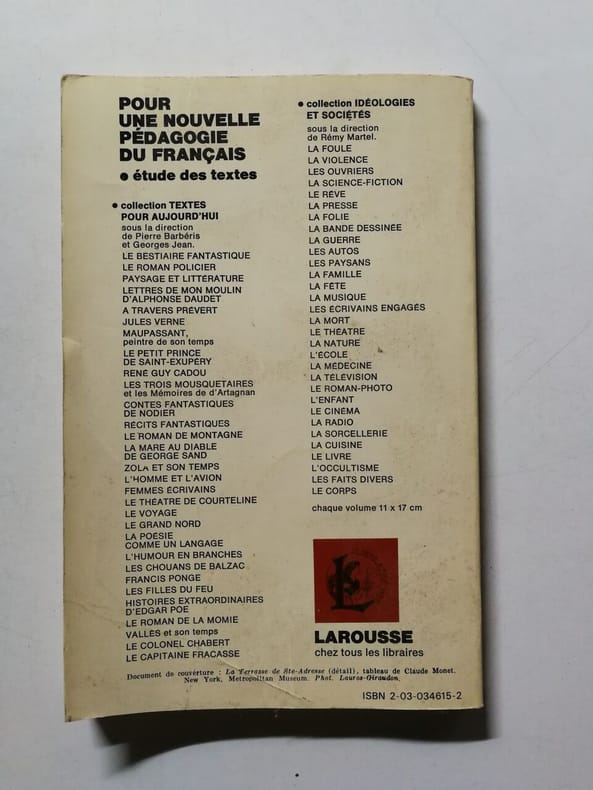 POUR
UNE NOUVELLE
PÉDAGOGIE
DU FRANÇAIS
● étude des textes
● collection TEXTES
POUR AUJOURD'HUI
sous la direction
de Pierre Barbéris
et Georges Jean.
LE BESTIAIRE FANTASTIQUE
LE ROMAN POLICIER
PAYSAGE ET LITTÉRATURE
LETTRES DE MON MOULIN
D'ALPHONSE DAUDET
A TRAVERS PRÉVERT
JULES VERNE
MAUPASSANT,
peintre de son temps
LE PETIT PRINCE
DE SAINT-EXUPÉRY
RENÉ GUY CADOU
LES TROIS MOUSQUETAIRES
et les Mémoires de d'Artagnan
CONTES FANTASTIQUES
DE NODIER
RÉCITS FANTASTIQUES
LE ROMAN DE MONTAGNE
LA MARE AU DIABLE
DE GEORGE SAND
ZOLA ET SON TEMPS
L'HOMME ET L'AVION
FEMMES ÉCRIVAINS
LE THÉATRE DE COURTELINE
LE VOYAGE
LE GRAND NORD
LA POÉSIE
COMME UN LANGAGE
L'HUMOUR EN BRANCHES
LES CHOUANS DE BALZAC
FRANCIS PONGE
LES FILLES DU FEU
HISTOIRES EXTRAORDINAIRES
D'EDGAR POE
LE ROMAN DE LA MOMIE
VALLÈS et son temps
LE COLONEL CHABERT
LE CAPITAINE FRACASSE
● collection IDÉOLOGIES
ET SOCIÉTÉS
sous la direction
de Rémy Martel.
LA FOULE
LA VIOLENCE
LES OUVRIERS
LA SCIENCE-FICTION
LE RÊVE
LA PRESSE
LA FOLIE
LA BANDE DESSINÉE
LA GUERRE
LES AUTOS
LES PAYSANS
LA FAMILLE
LA FÊTE
LA MUSIQUE
LES ÉCRIVAINS ENGAGÉS
LA MORT
LE THÉATRE
LA NATURE
L'ÉCOLE
LA MÉDECINE
LA TÉLÉVISION
LE ROMAN-PHOTO
L'ENFANT
LE CINÉMA
LA RADIO
LA SORCELLERIE
LA CUISINE
LE LIVRE
L'OCCULTISME
LES FAITS DIVERS
LE CORPS
chaque volume 11 x 17 cm
LAROUSSE
chez tous les libraires
Document de couverture : La Terrasse de Ste-Adresse (détail), tableau de Claude Monet.
New York, Metropolitan Museum. Phot. Lauros-Giraudon.
ISBN 2-03-034615-2